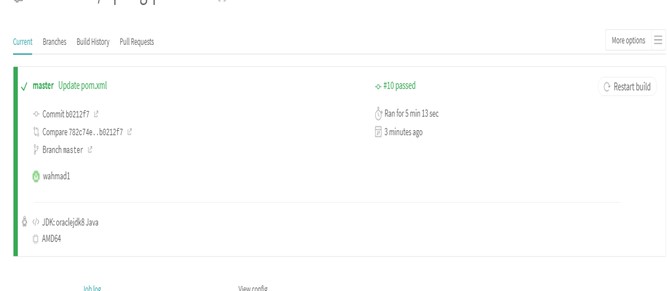 Current Branches Build History Pull Requests More options
master Update pom.xml #10 passed Restart build
Commit b0212f7 Ran for 5 min 13 sec
Compare 782c74e..b0212f7 3 minutes ago
Branch master
wahmad1
</> JDK: oraclejdk8 Java
AMD64
Job log View config